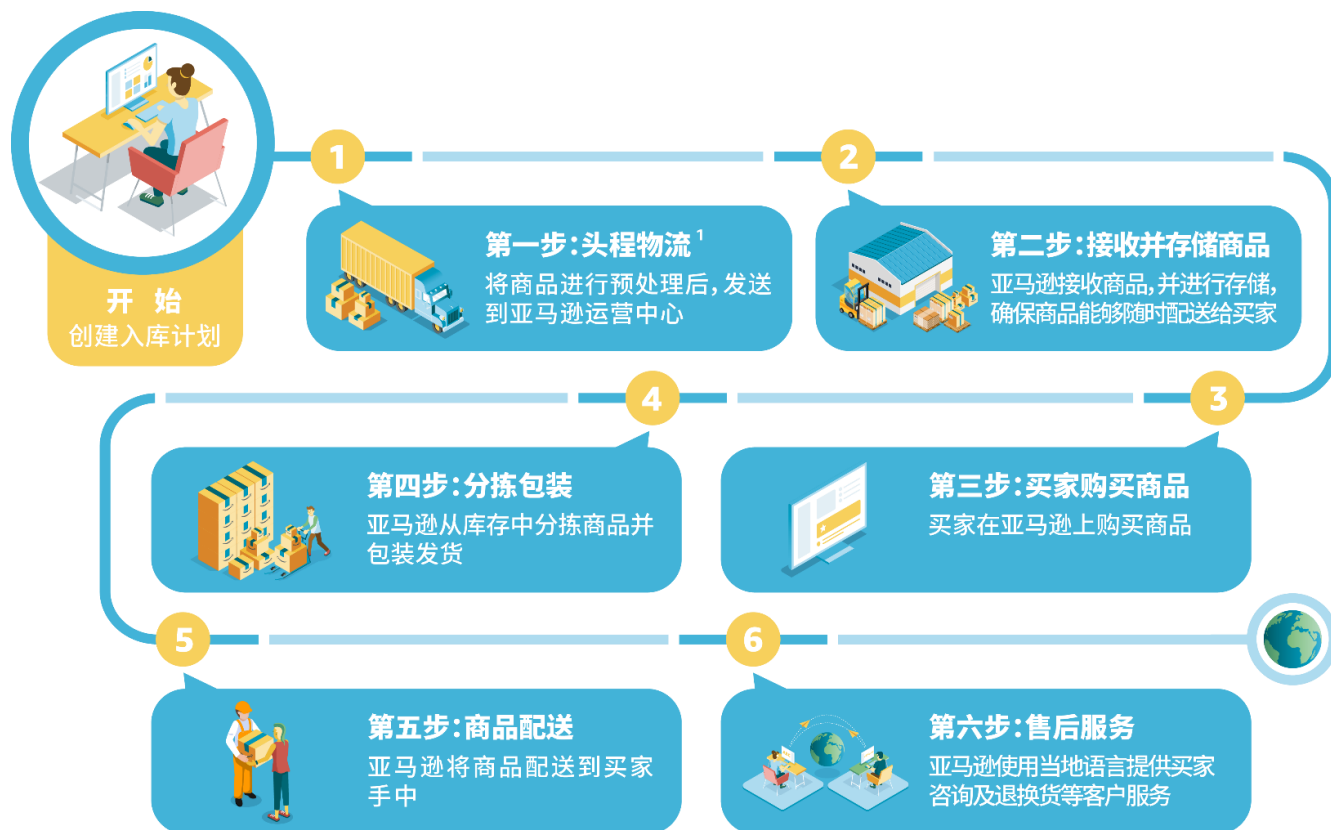 开 始
创建入库计划
1
第一步：头程物流¹
将商品进行预处理后，发送
到亚马逊运营中心
2
第二步：接收并存储商品
亚马逊接收商品，并进行存储，
确保商品能够随时配送给买家
3
第三步：买家购买商品
买家在亚马逊上购买商品
4
第四步：分拣包装
亚马逊从库存中分拣商品并
包装发货
5
第五步：商品配送
亚马逊将商品配送到买家
手中
6
第六步：售后服务
亚马逊使用当地语言提供买家
咨询及退换货等客户服务